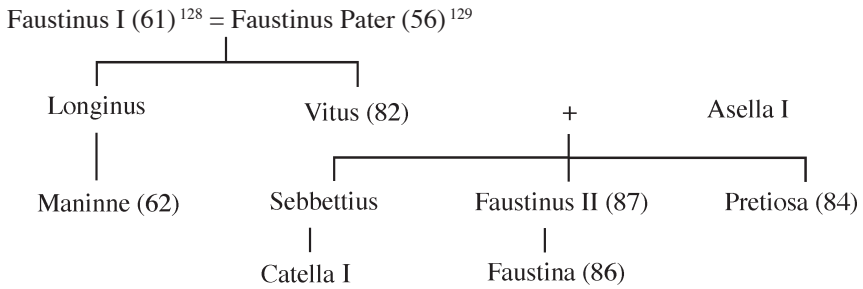 Faustinus I (61)¹²⁸ = Faustinus Pater (56)¹²⁹
Longinus Vitus (82) + Asella I
Maninne (62) Sebbettius Faustinus II (87) Pretiosa (84)
Catella I Faustina (86)